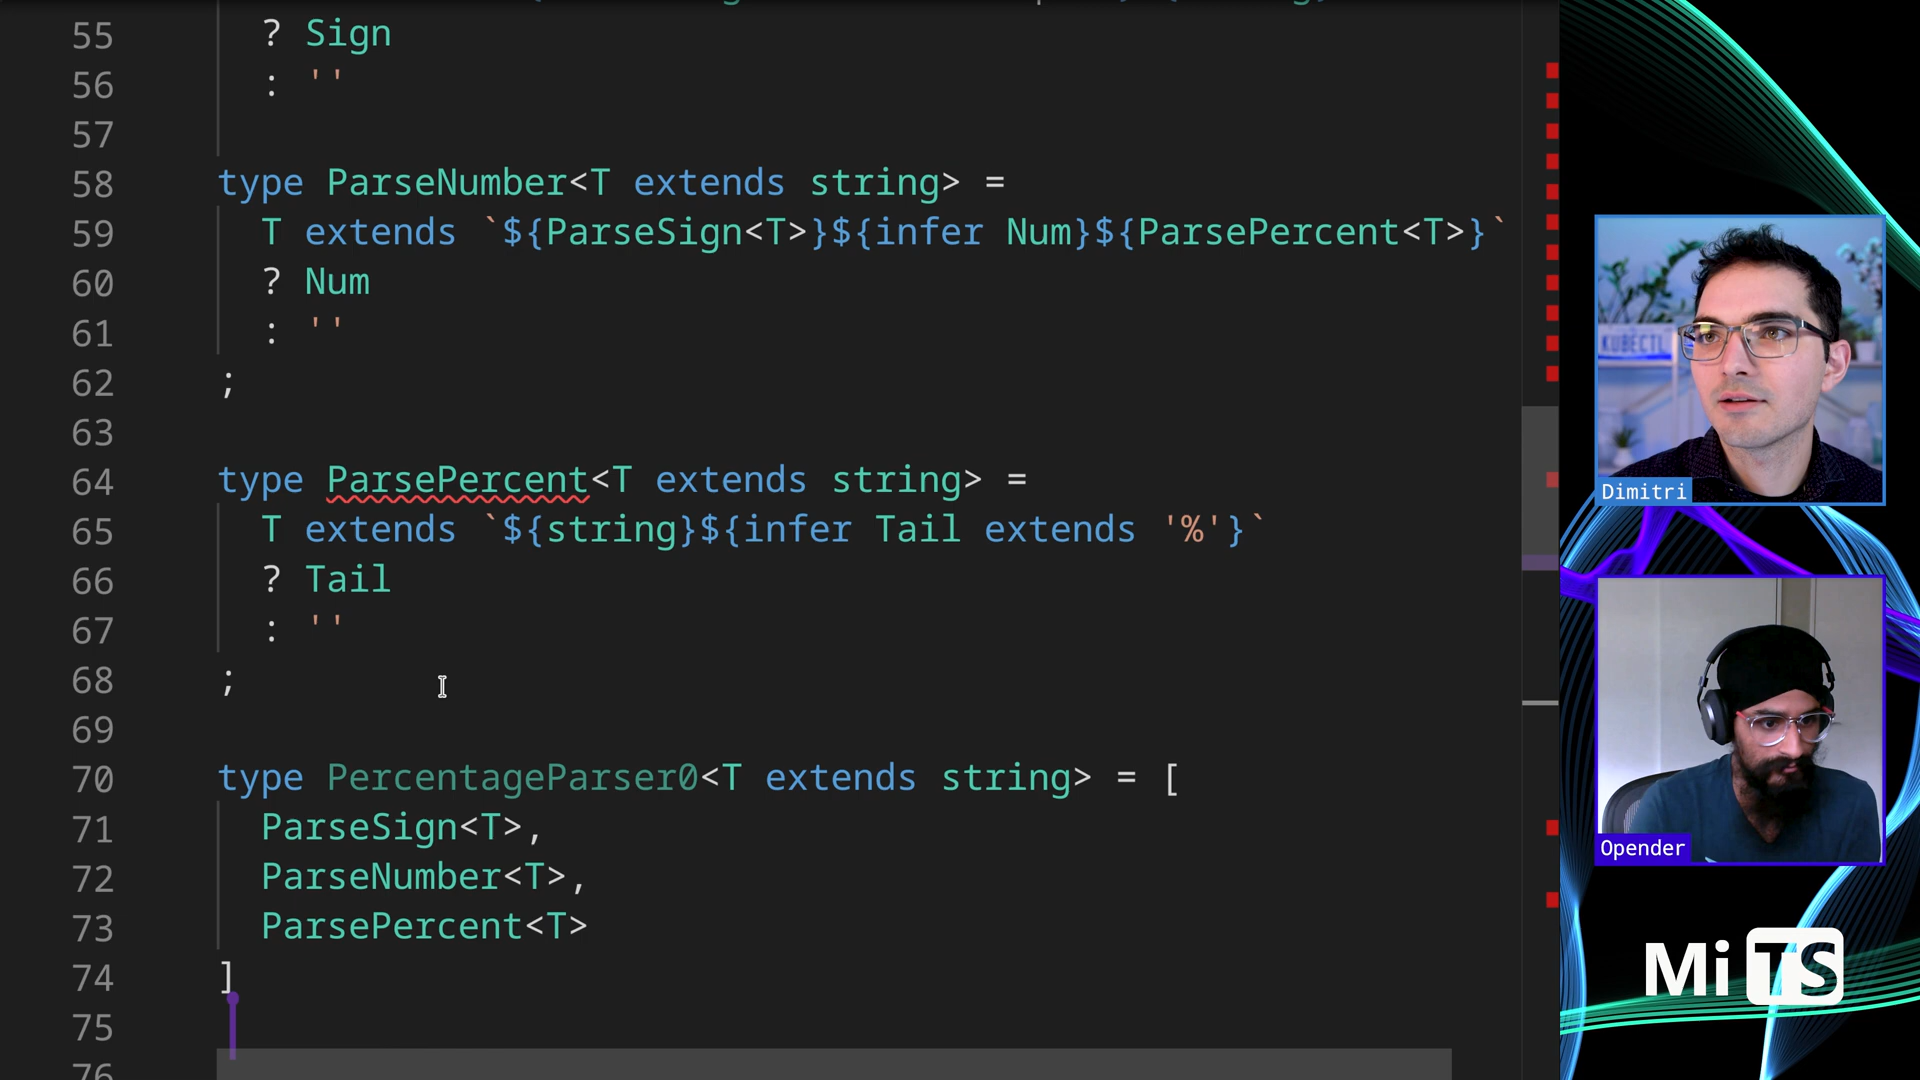 55 ? Sign
56 : ''
57
58 type ParseNumber<T extends string> =
59 T extends `${ParseSign<T>}${infer Num}${ParsePercent<T>}`
60 ? Num
61 : ''
62 ;
63
64 type ParsePercent<T extends string> =
65 T extends `${string}${infer Tail extends '%'}`
66 ? Tail
67 : ''
68 ;
69
70 type PercentageParser0<T extends string> = [
71 ParseSign<T>,
72 ParseNumber<T>,
73 ParsePercent<T>
74 ]
75
76
KUBECTL
Dimitri
Opender
MiTS